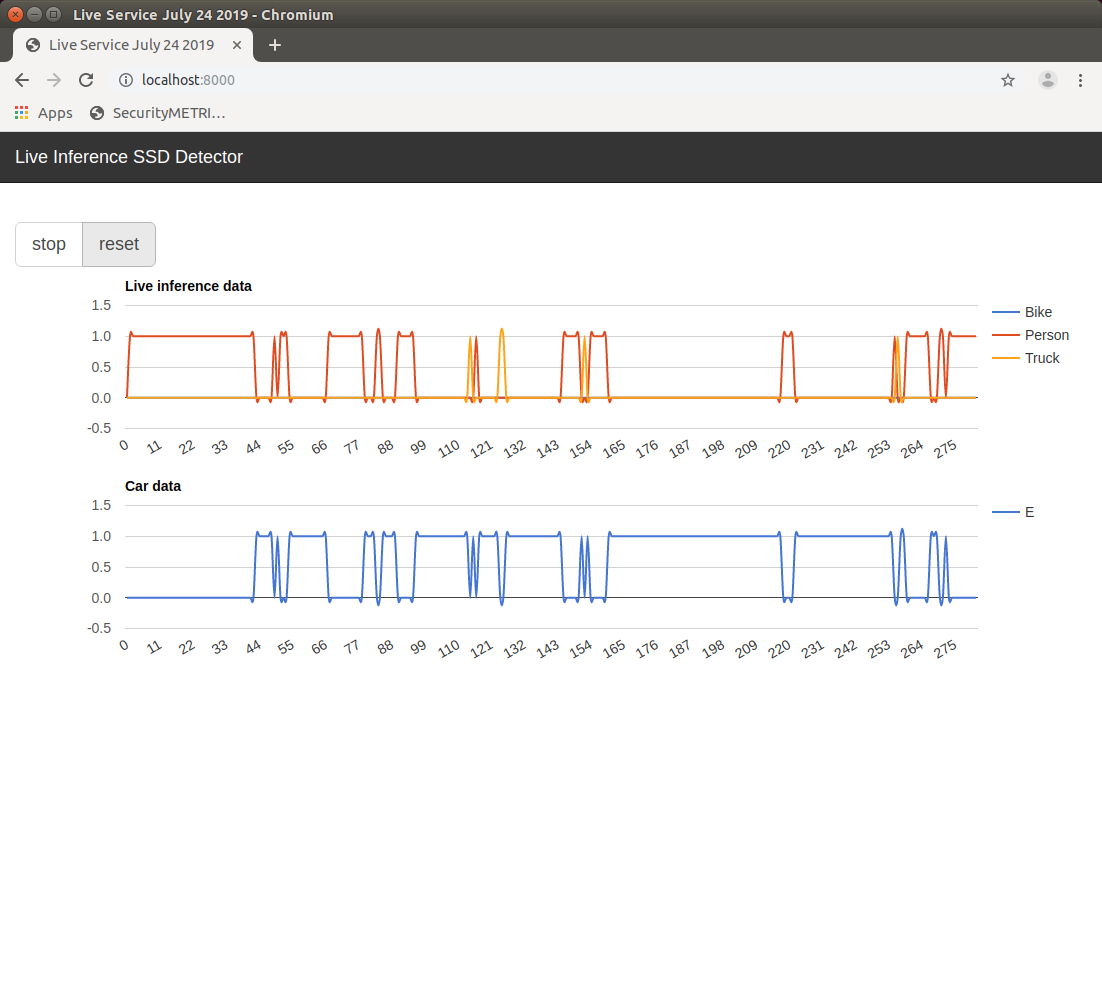 Live Service July 24 2019 - Chromium
Live Service July 24 2019
localhost:8000
Apps SecurityMETRI...
Live Inference SSD Detector
stop reset
Live inference data
1.5
1.0
0.5
0.0
-0.5
0 11 22 33 44 55 66 77 88 99 110 121 132 143 154 165 176 187 198 209 220 231 242 253 264 275
Bike
Person
Truck
Car data
1.5
1.0
0.5
0.0
-0.5
0 11 22 33 44 55 66 77 88 99 110 121 132 143 154 165 176 187 198 209 220 231 242 253 264 275
E